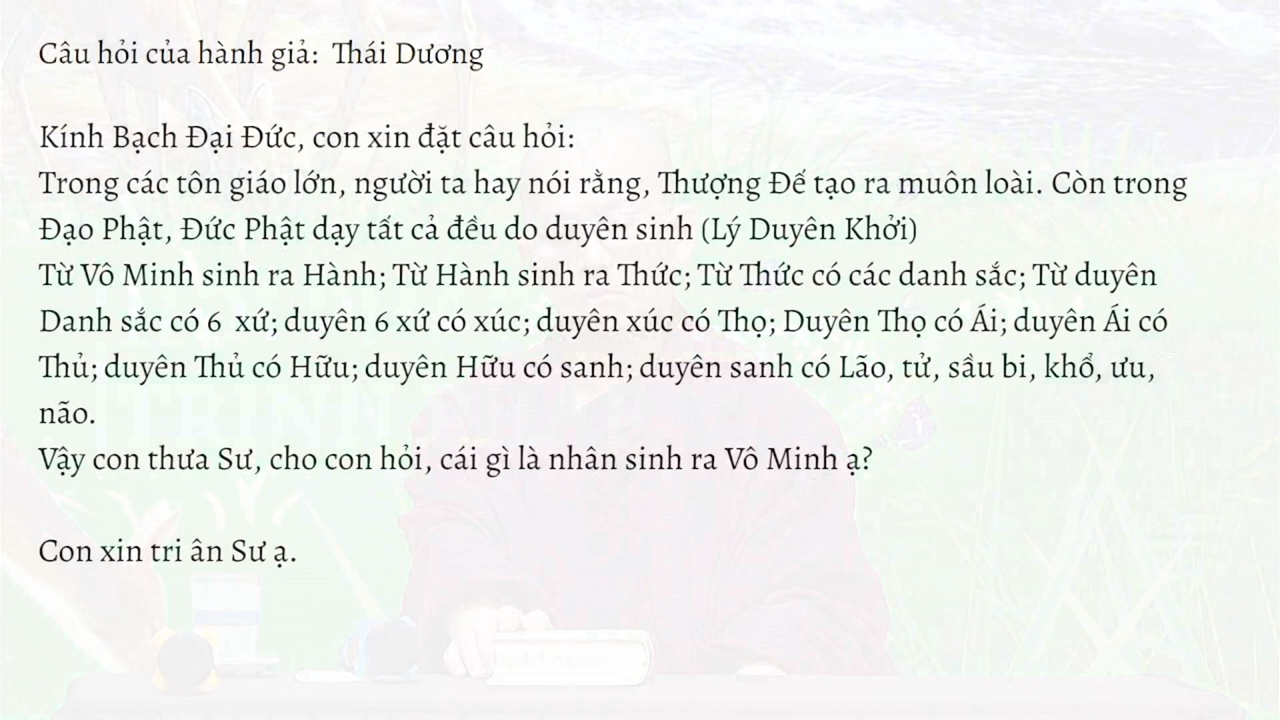 Câu hỏi của hành giả: Thái Dương
Kính Bạch Đại Đức, con xin đặt câu hỏi:
Trong các tôn giáo lớn, người ta hay nói rằng, Thượng Đế tạo ra muôn loài. Còn trong
Đạo Phật, Đức Phật dạy tất cả đều do duyên sinh (Lý Duyên Khởi)
Từ Vô Minh sinh ra Hành; Từ Hành sinh ra Thức; Từ Thức có các danh sắc; Từ duyên
Danh sắc có 6 xứ; duyên 6 xứ có xúc; duyên xúc có Thọ; Duyên Thọ có Ái; duyên Ái có
Thủ; duyên Thủ có Hữu; duyên Hữu có sanh; duyên sanh có Lão, tử, sầu bi, khổ, ưu,
não.
Vậy con thưa Sư, cho con hỏi, cái gì là nhân sinh ra Vô Minh ạ?
Con xin tri ân Sư ạ.